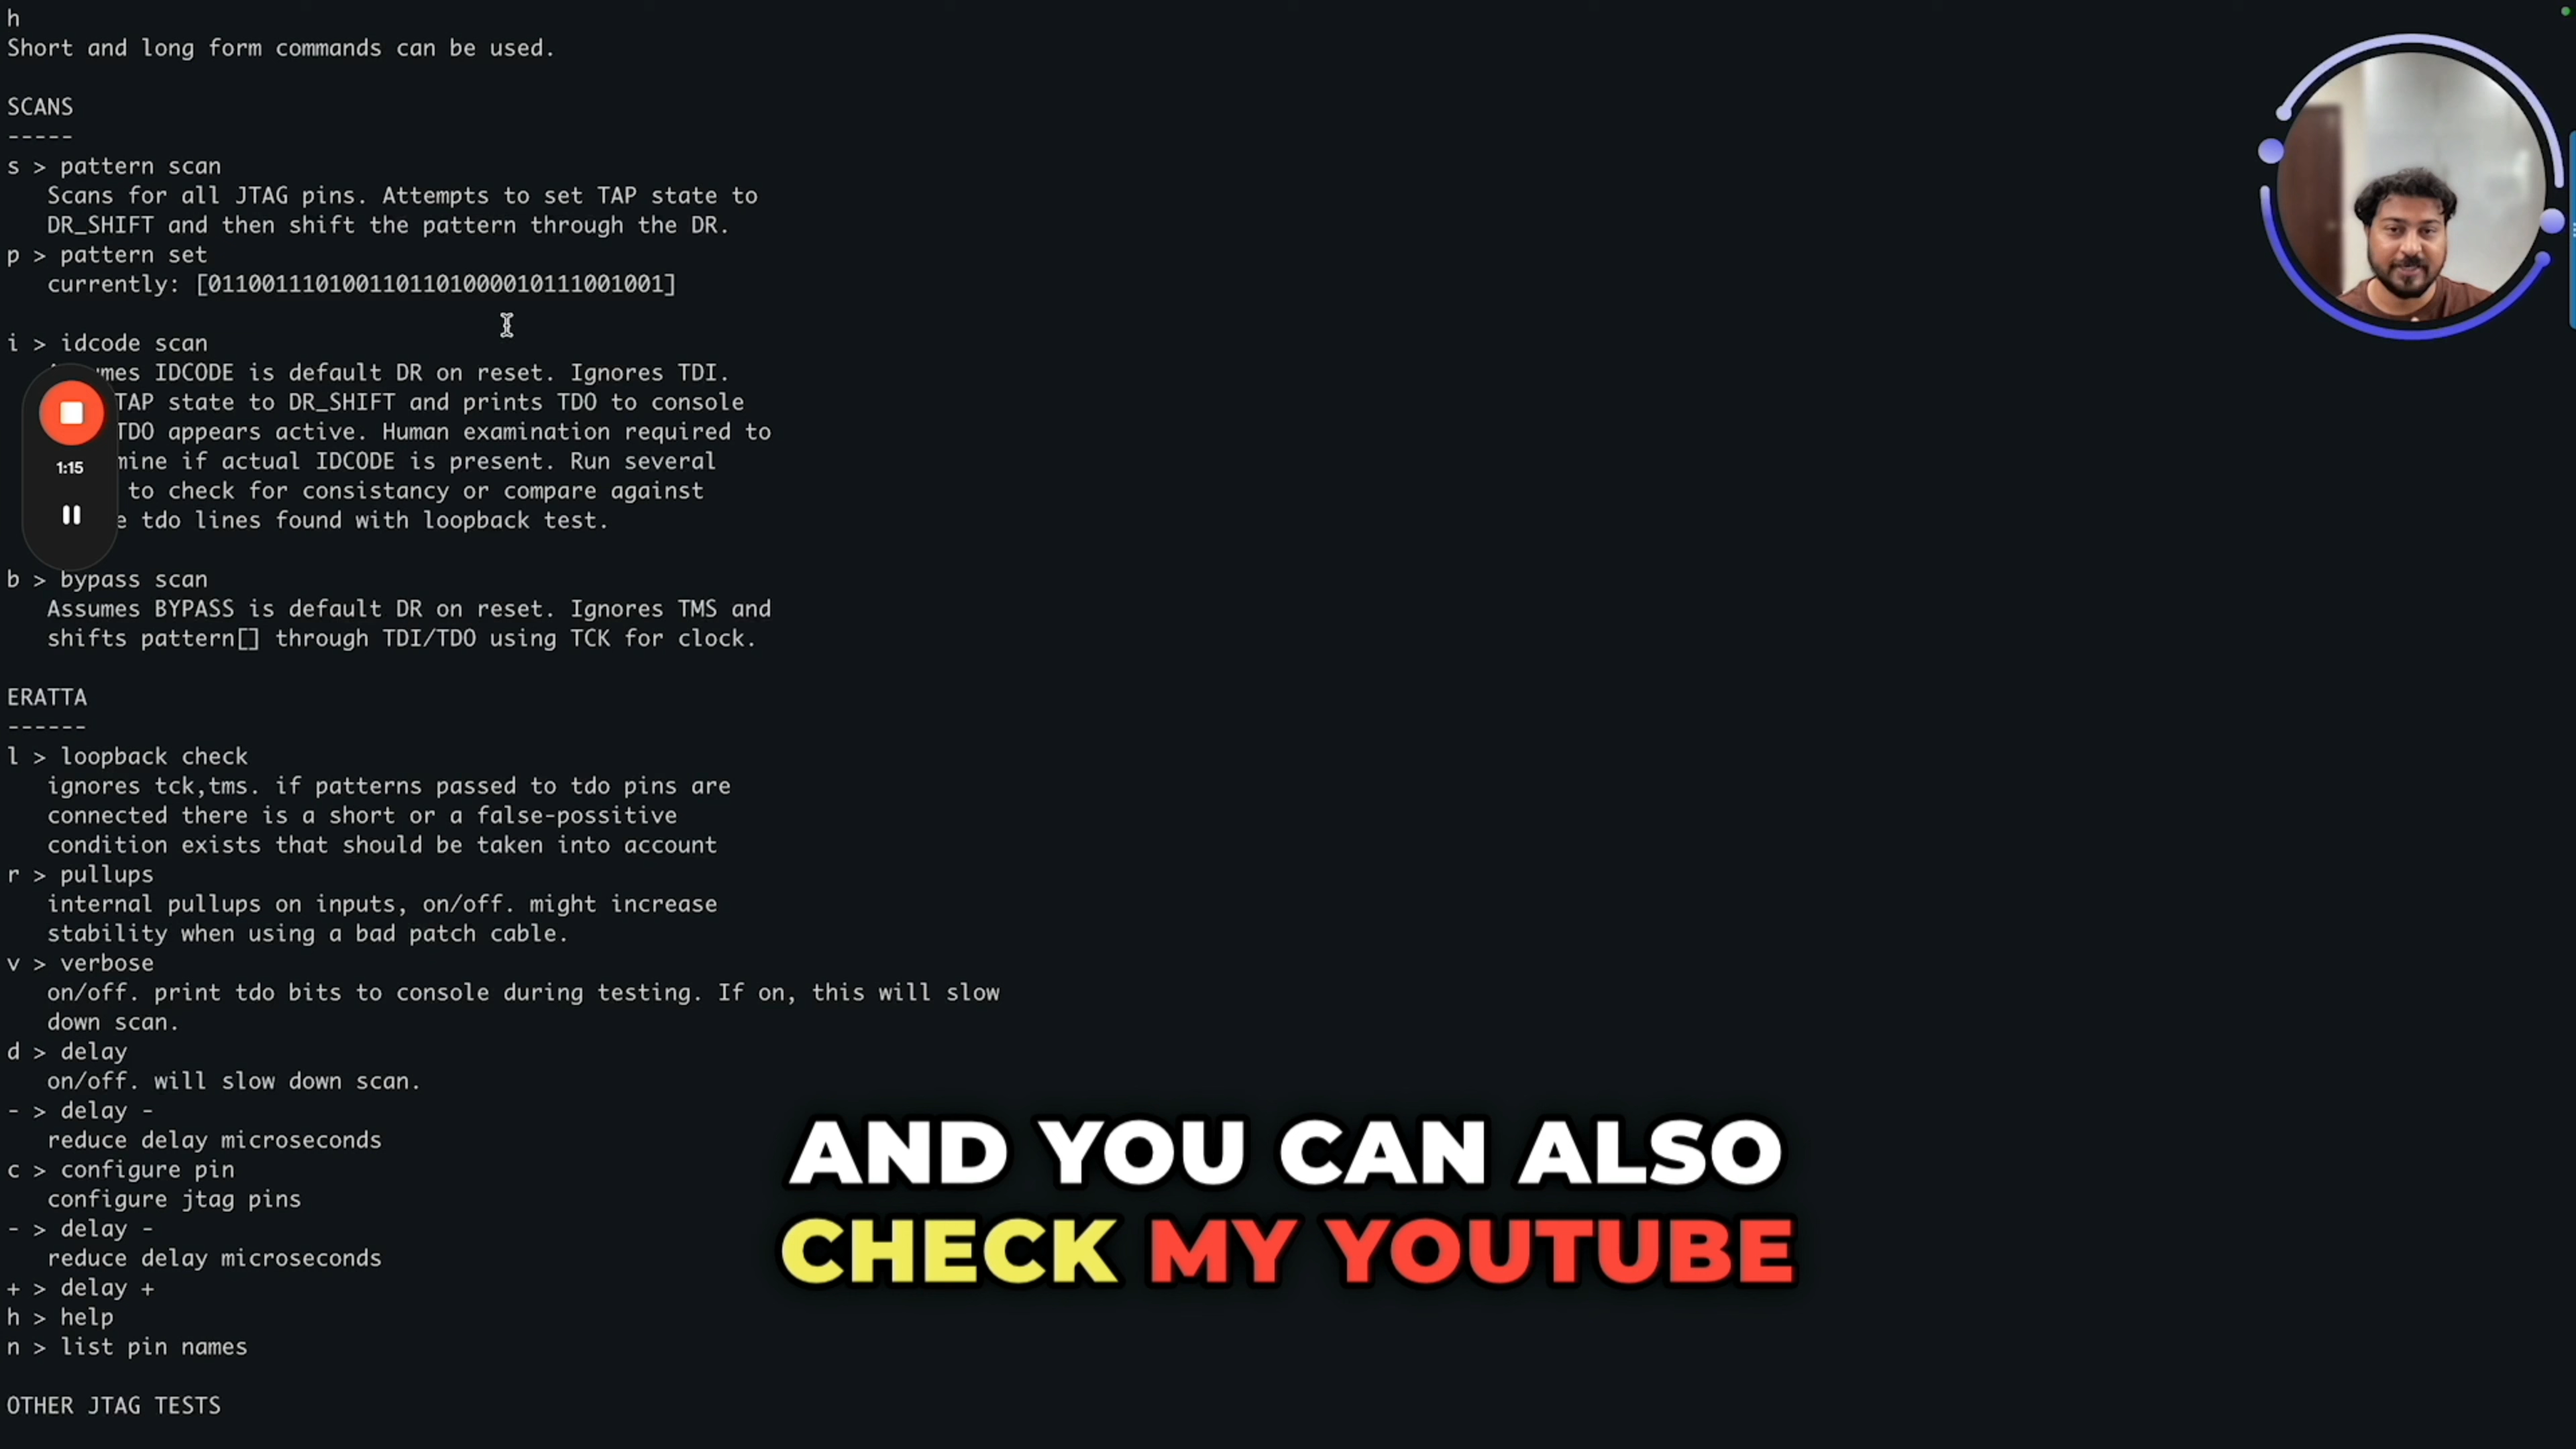 h
Short and long form commands can be used.
SCANS
-----
s > pattern scan
Scans for all JTAG pins. Attempts to set TAP state to
DR_SHIFT and then shift the pattern through the DR.
p > pattern set
currently: [0110011101001101101000010111001001]
i > idcode scan
IDCODE is default DR on reset. Ignores TDI.
TAP state to DR_SHIFT and prints TDO to console
TDO appears active. Human examination required to
if actual IDCODE is present. Run several
1:15
to check for consistancy or compare against
tdo lines found with loopback test.
b > bypass scan
Assumes BYPASS is default DR on reset. Ignores TMS and
shifts pattern[] through TDI/TDO using TCK for clock.
ERATTA
------
l > loopback check
ignores tck,tms. if patterns passed to tdo pins are
connected there is a short or a false-possitive
condition exists that should be taken into account
r > pullups
internal pullups on inputs, on/off. might increase
stability when using a bad patch cable.
v > verbose
on/off. print tdo bits to console during testing. If on, this will slow
down scan.
d > delay
on/off. will slow down scan.
- > delay -
reduce delay microseconds
c > configure pin
configure jtag pins
- > delay -
reduce delay microseconds
+ > delay +
h > help
n > list pin names
OTHER JTAG TESTS
AND YOU CAN ALSO
CHECK MY YOUTUBE